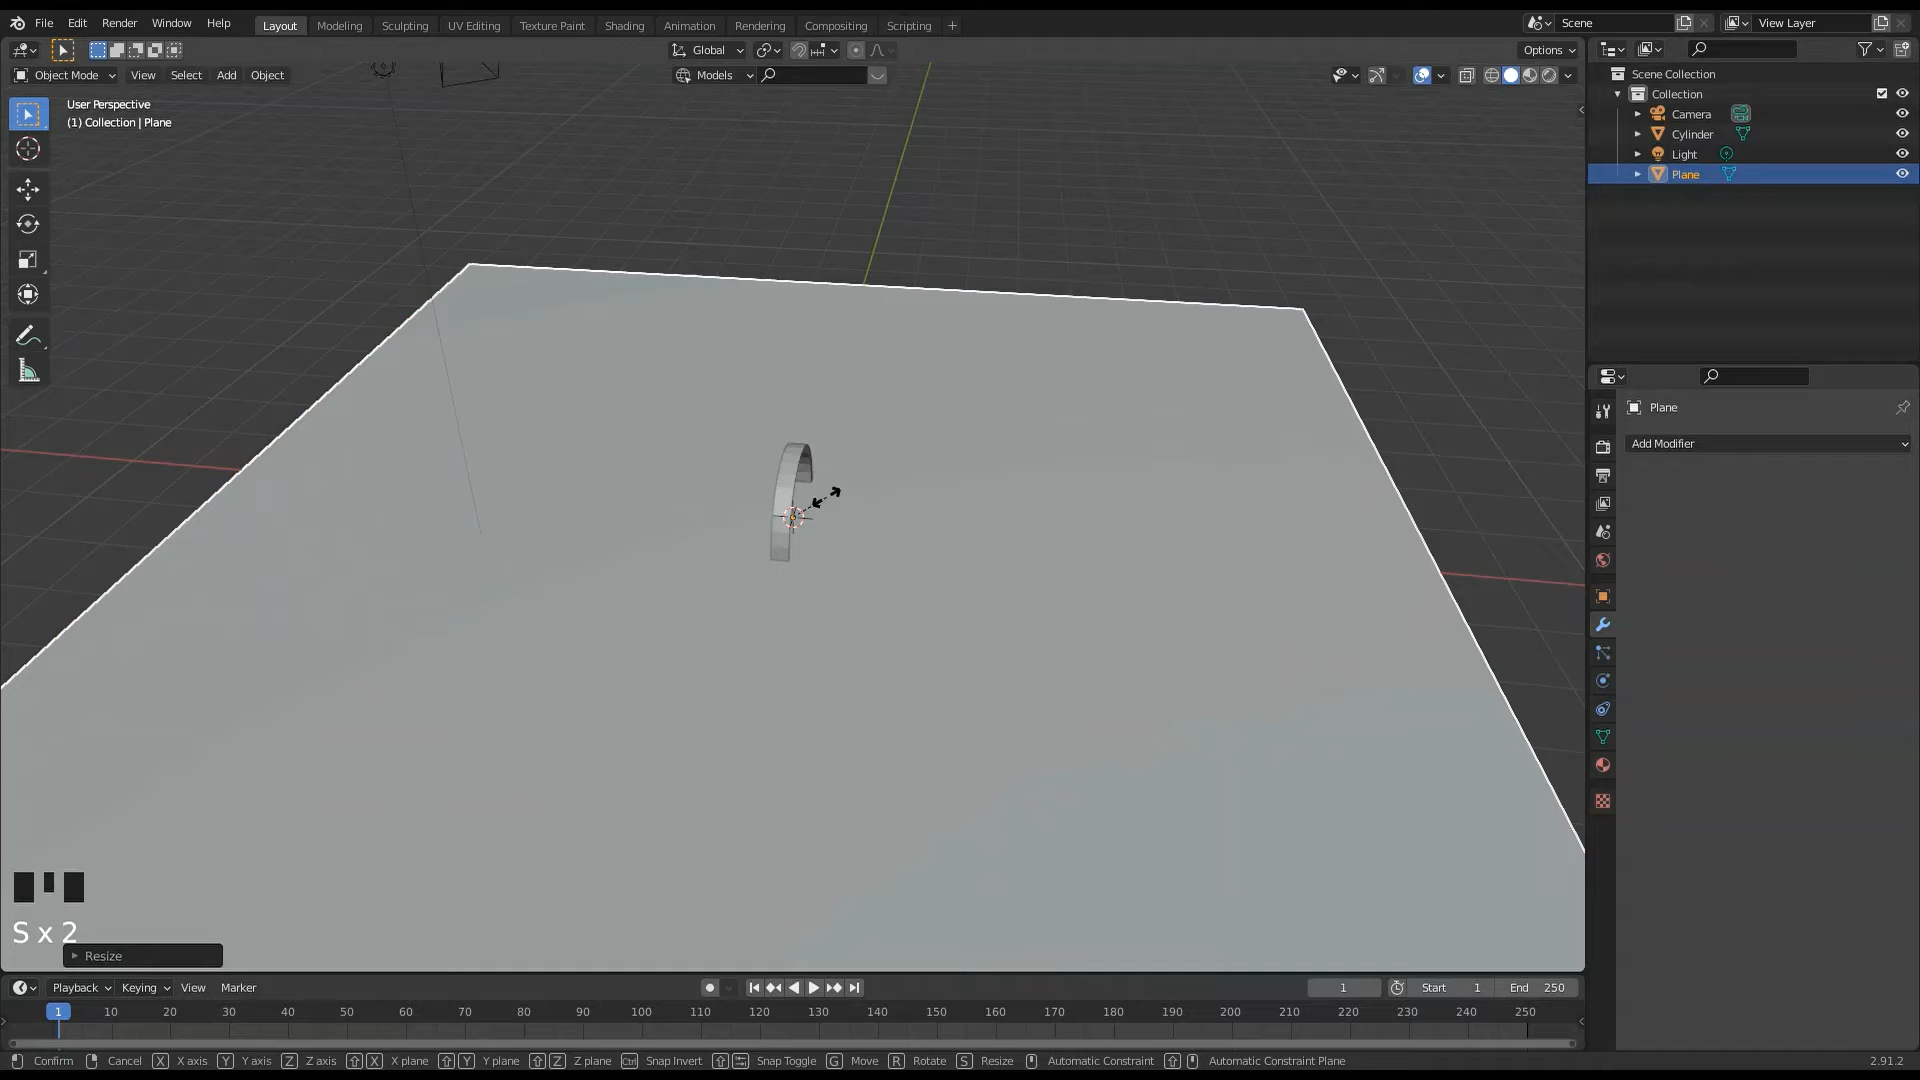 File Edit Render Window Help Layout Modeling Sculpting UV Editing Texture Paint Shading Animation Rendering Compositing Scripting + Scene View Layer
Global Options
Object Mode View Select Add Object Models
User Perspective
(1) Collection | Plane
Scene Collection
Collection
Camera
Cylinder
Light
Plane
Plane
Add Modifier
S x 2
Resize
Playback Keying View Marker 1 Start 1 End 250
1 10 20 30 40 50 60 70 80 90 100 110 120 130 140 150 160 170 180 190 200 210 220 230 240 250
Confirm Cancel X X axis Y Y axis Z Z axis X X plane Y Y plane Z Z plane Ctrl Snap Invert Snap Toggle G Move R Rotate S Resize Automatic Constraint Automatic Constraint Plane 2.91.2